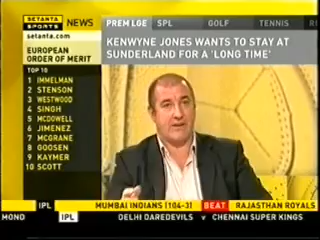 SETANTA SPORTS
setanta.com
NEWS
PREM LGE SPL GOLF TENNIS
KENWYNE JONES WANTS TO STAY AT
SUNDERLAND FOR A 'LONG TIME'
EUROPEAN
ORDER OF MERIT
TOP 10
1 IMMELMAN
2 STENSON
3 WESTWOOD
4 SINGH
5 MCDOWELL
6 JIMENEZ
7 MCGRANE
8 GOOSEN
9 KAYMER
10 SCOTT
IPL MUMBAI INDIANS (104-3) BEAT RAJASTHAN ROYALS
MOND IPL DELHI DAREDEVILS v CHENNAI SUPER KINGS